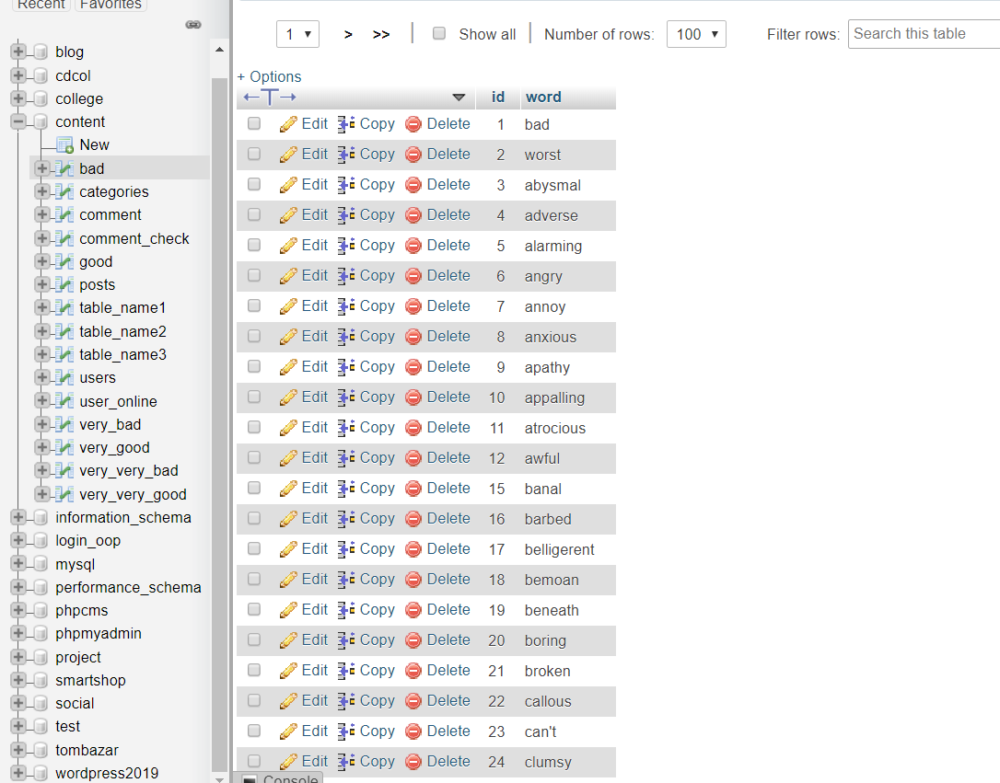 Recent Favorites
blog
cdcol
college
content
New
bad
categories
comment
comment_check
good
posts
table_name1
table_name2
table_name3
users
user_online
very_bad
very_good
very_very_bad
very_very_good
information_schema
login_oop
mysql
performance_schema
phpcms
phpmyadmin
project
smartshop
social
test
tombazar
wordpress2019
1 > >> | Show all | Number of rows: 100 Filter rows: Search this table
+ Options
←T→ id word
Edit Copy Delete 1 bad
Edit Copy Delete 2 worst
Edit Copy Delete 3 abysmal
Edit Copy Delete 4 adverse
Edit Copy Delete 5 alarming
Edit Copy Delete 6 angry
Edit Copy Delete 7 annoy
Edit Copy Delete 8 anxious
Edit Copy Delete 9 apathy
Edit Copy Delete 10 appalling
Edit Copy Delete 11 atrocious
Edit Copy Delete 12 awful
Edit Copy Delete 15 banal
Edit Copy Delete 16 barbed
Edit Copy Delete 17 belligerent
Edit Copy Delete 18 bemoan
Edit Copy Delete 19 beneath
Edit Copy Delete 20 boring
Edit Copy Delete 21 broken
Edit Copy Delete 22 callous
Edit Copy Delete 23 can't
Edit Copy Delete 24 clumsy
Console